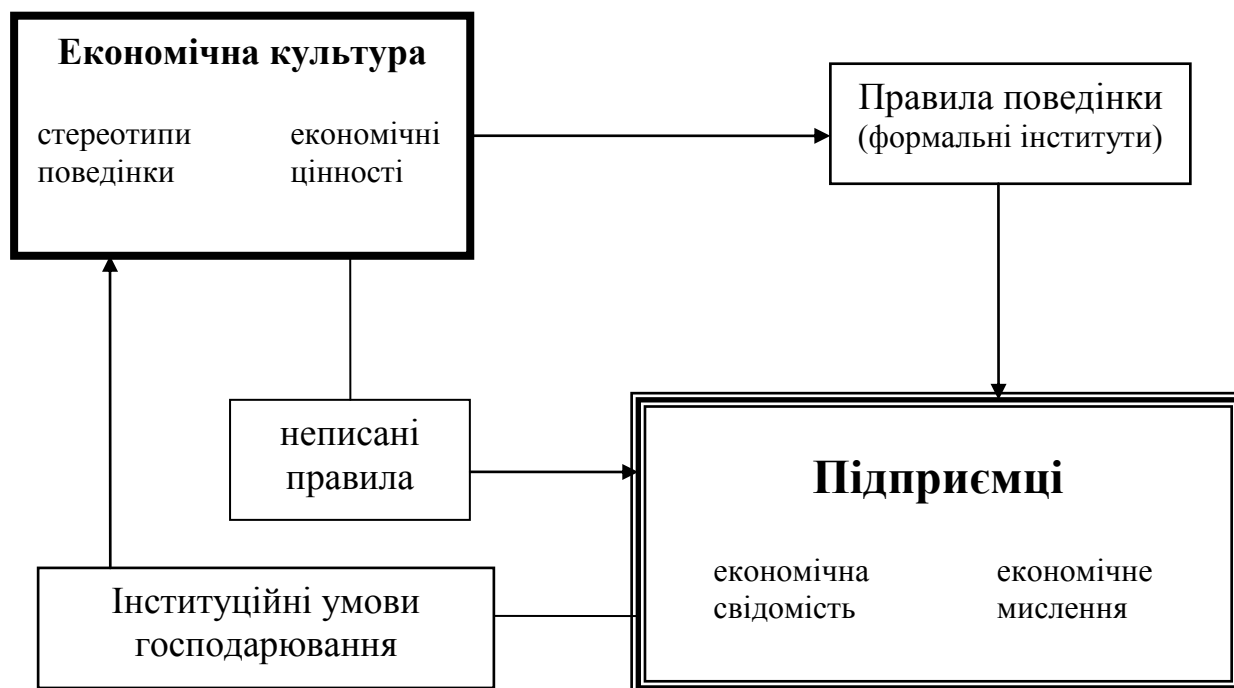 Економічна культура
стереотипи
поведінки
економічні
цінності
Правила поведінки
(формальні інститути)
неписані
правила
Підприємці
економічна
свідомість
економічне
мислення
Інституційні умови
господарювання